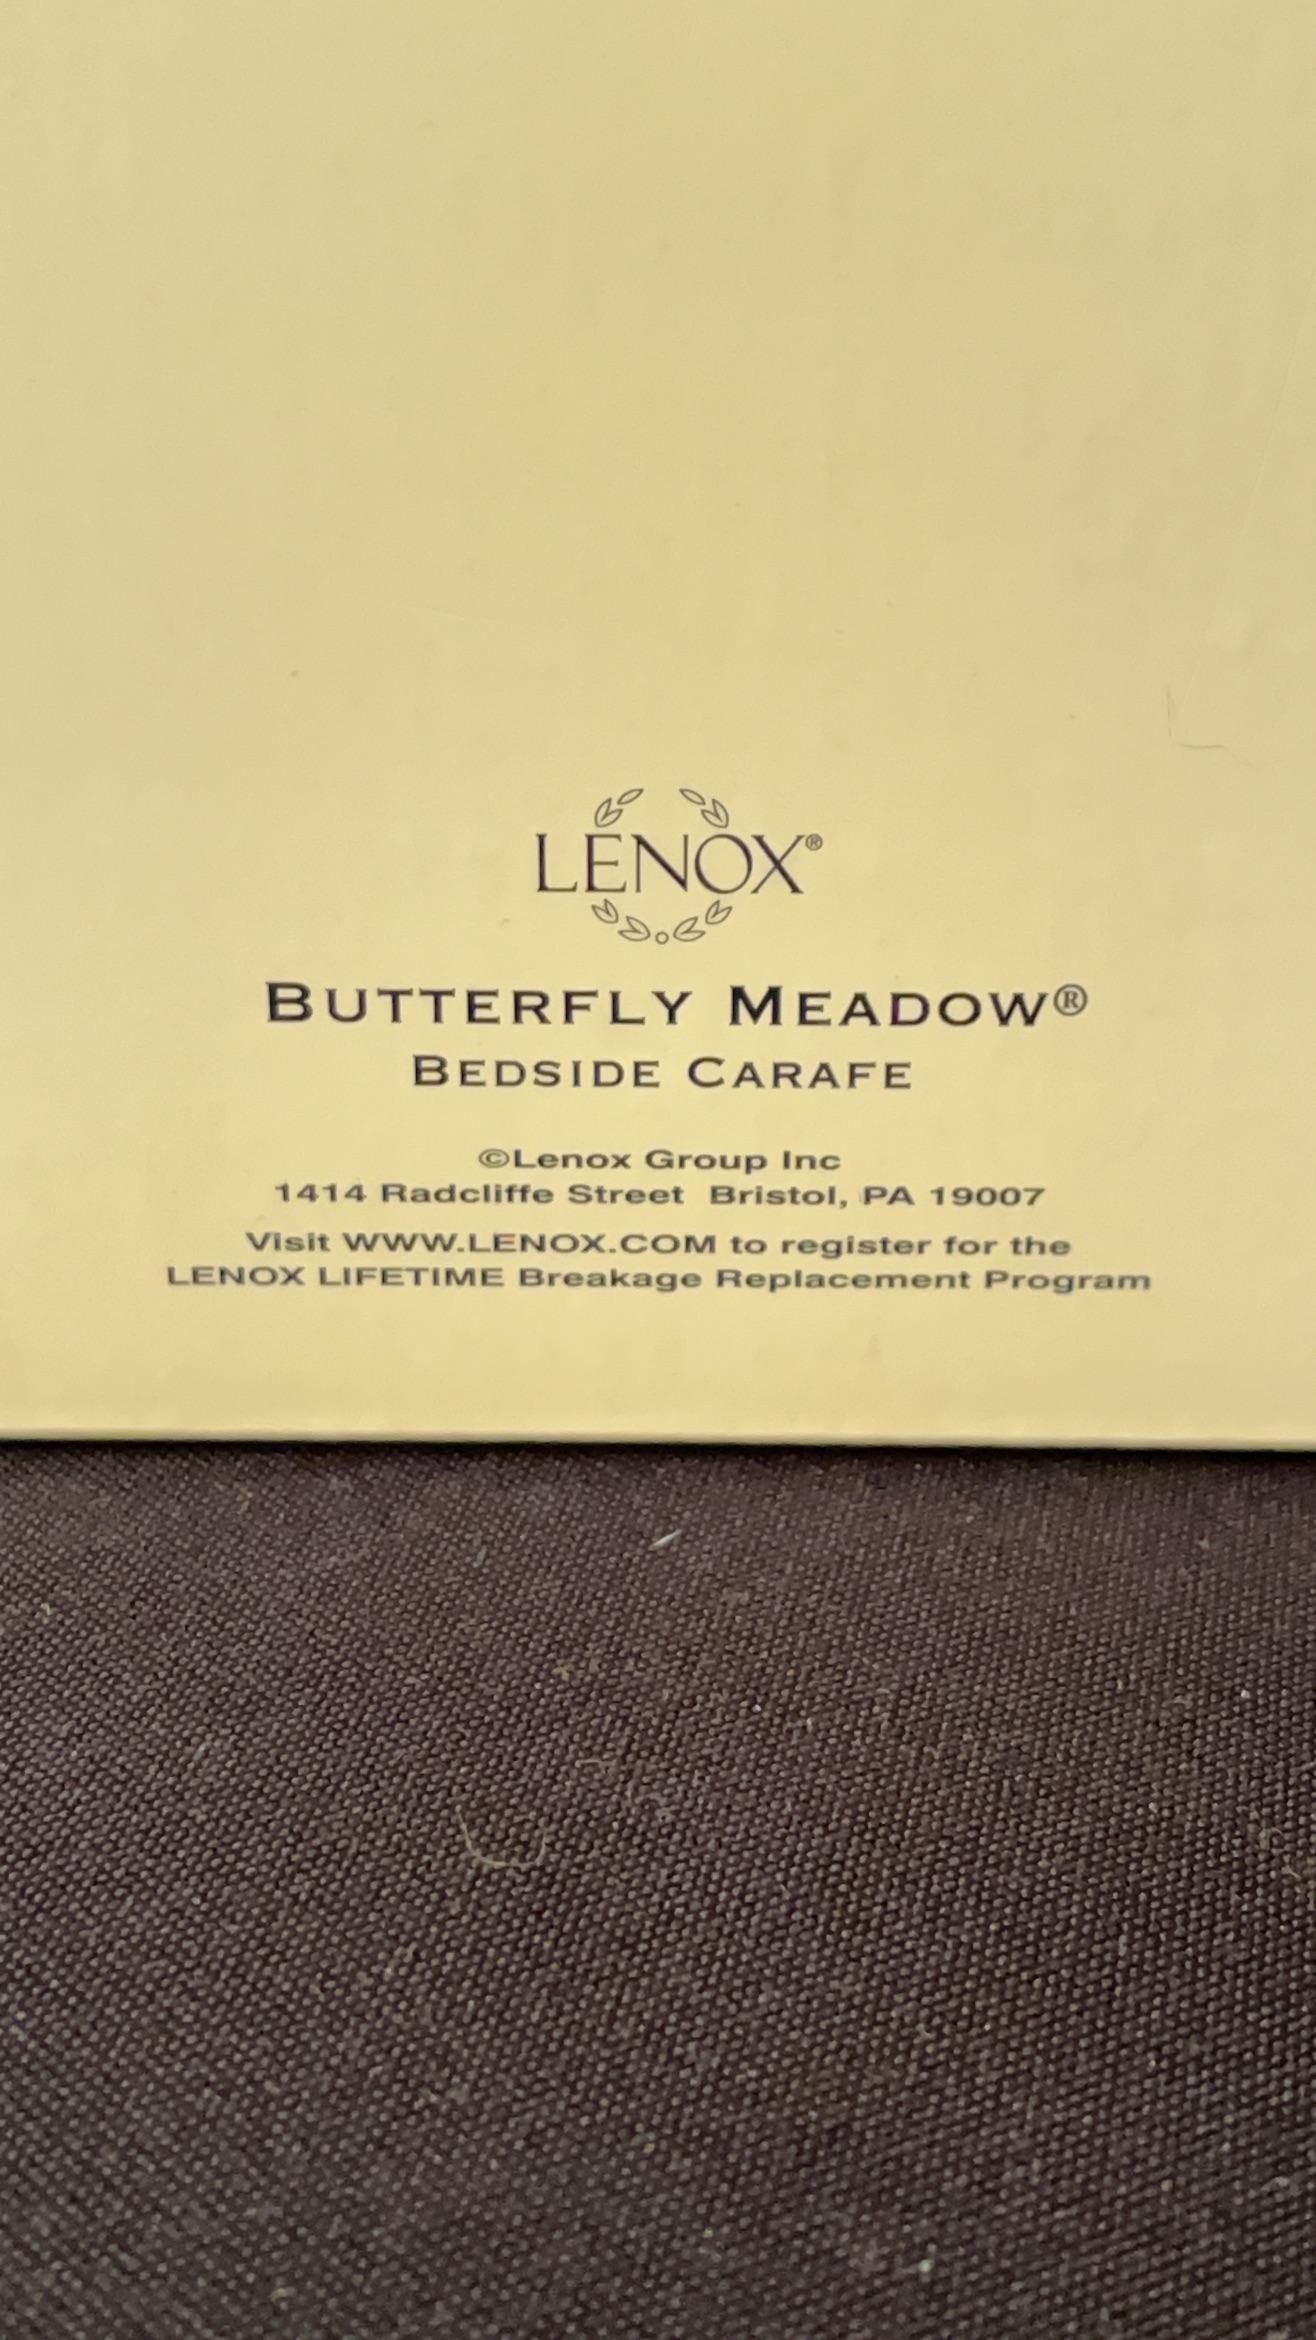 LENOX®
BUTTERFLY MEADOW®
BEDSIDE CARAFE
©Lenox Group Inc
1414 Radcliffe Street Bristol, PA 19007
Visit WWW.LENOX.COM to register for the
LENOX LIFETIME Breakage Replacement Program